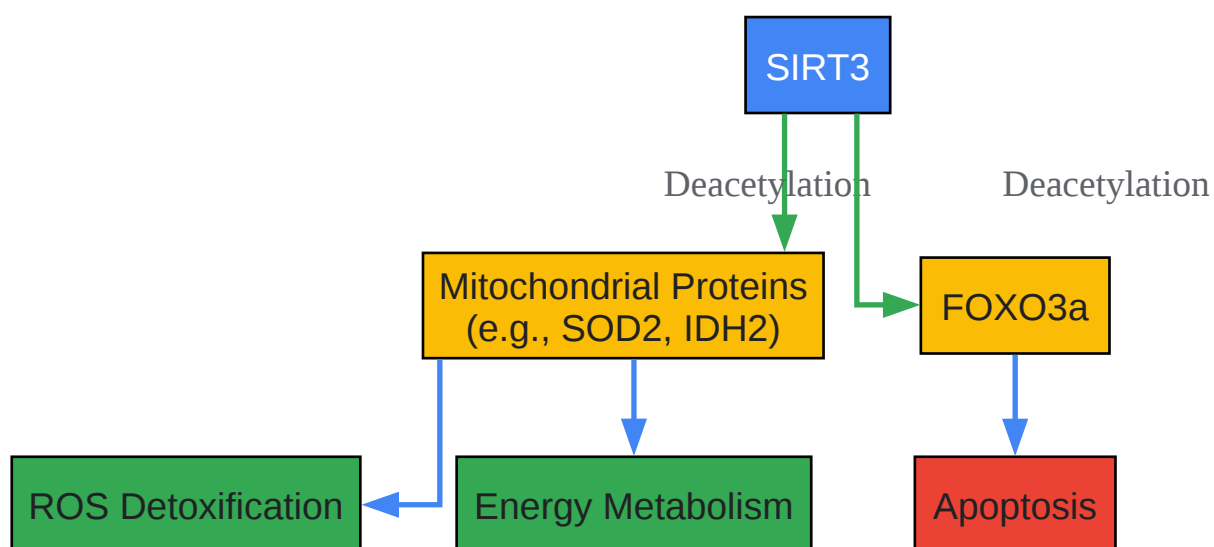 SIRT3
Deacetylation
Deacetylation
Mitochondrial Proteins
(e.g., SOD2, IDH2)
FOXO3a
ROS Detoxification
Energy Metabolism
Apoptosis